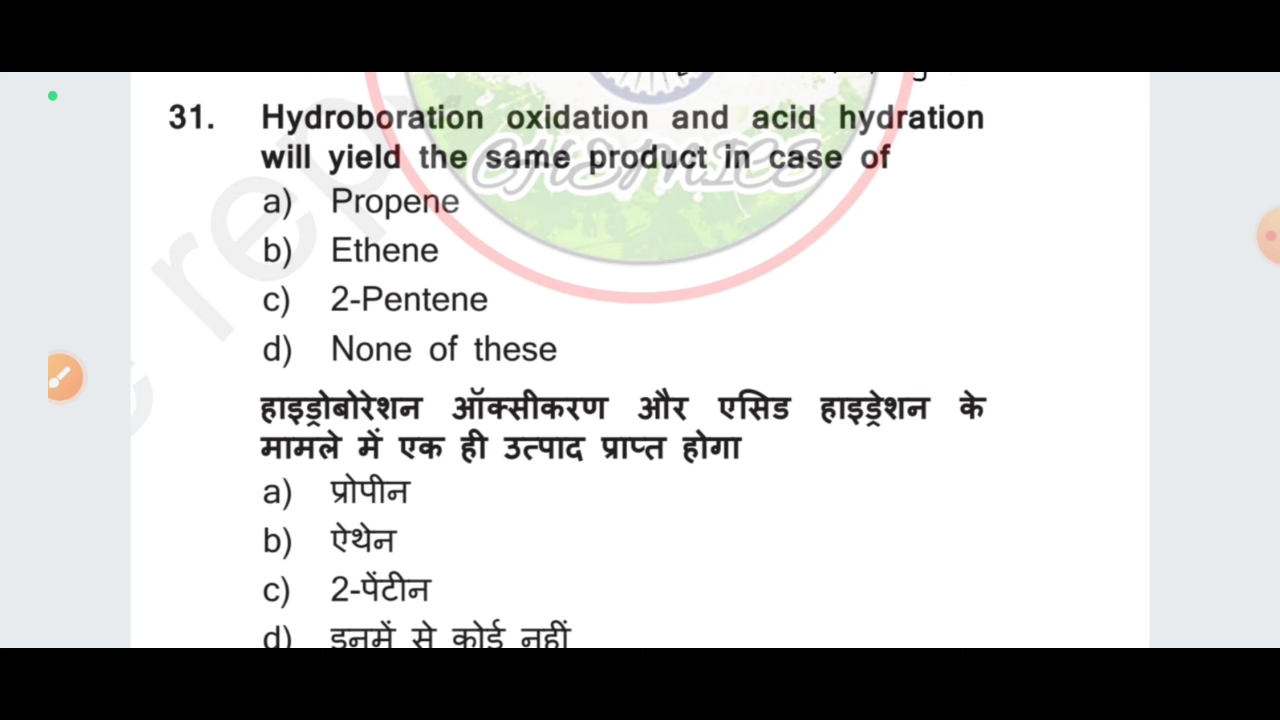 31. Hydroboration oxidation and acid hydration
will yield the same product in case of
CHEMICS
a) Propene
b) Ethene
c) 2-Pentene
d) None of these
हाइड्रोबोरेशन ऑक्सीकरण और एसिड हाइड्रेशन के
मामले में एक ही उत्पाद प्राप्त होगा
a) प्रोपीन
b) ऐथेन
c) 2-पेंटीन
d) इनमें से कोई नहीं